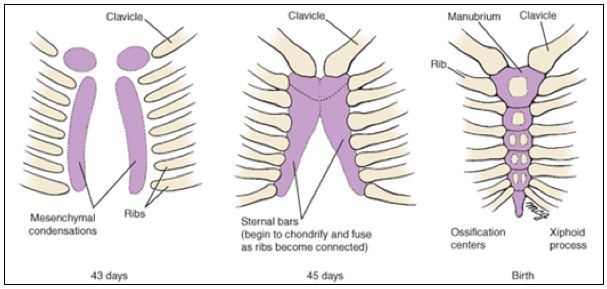 Clavicle
Mesenchymal
condensations
Ribs
43 days
Clavicle
Sternal bars
(begin to chondrify and fuse
as ribs become connected)
45 days
Manubrium
Clavicle
Rib
Ossification
centers
Xiphoid
process
Birth